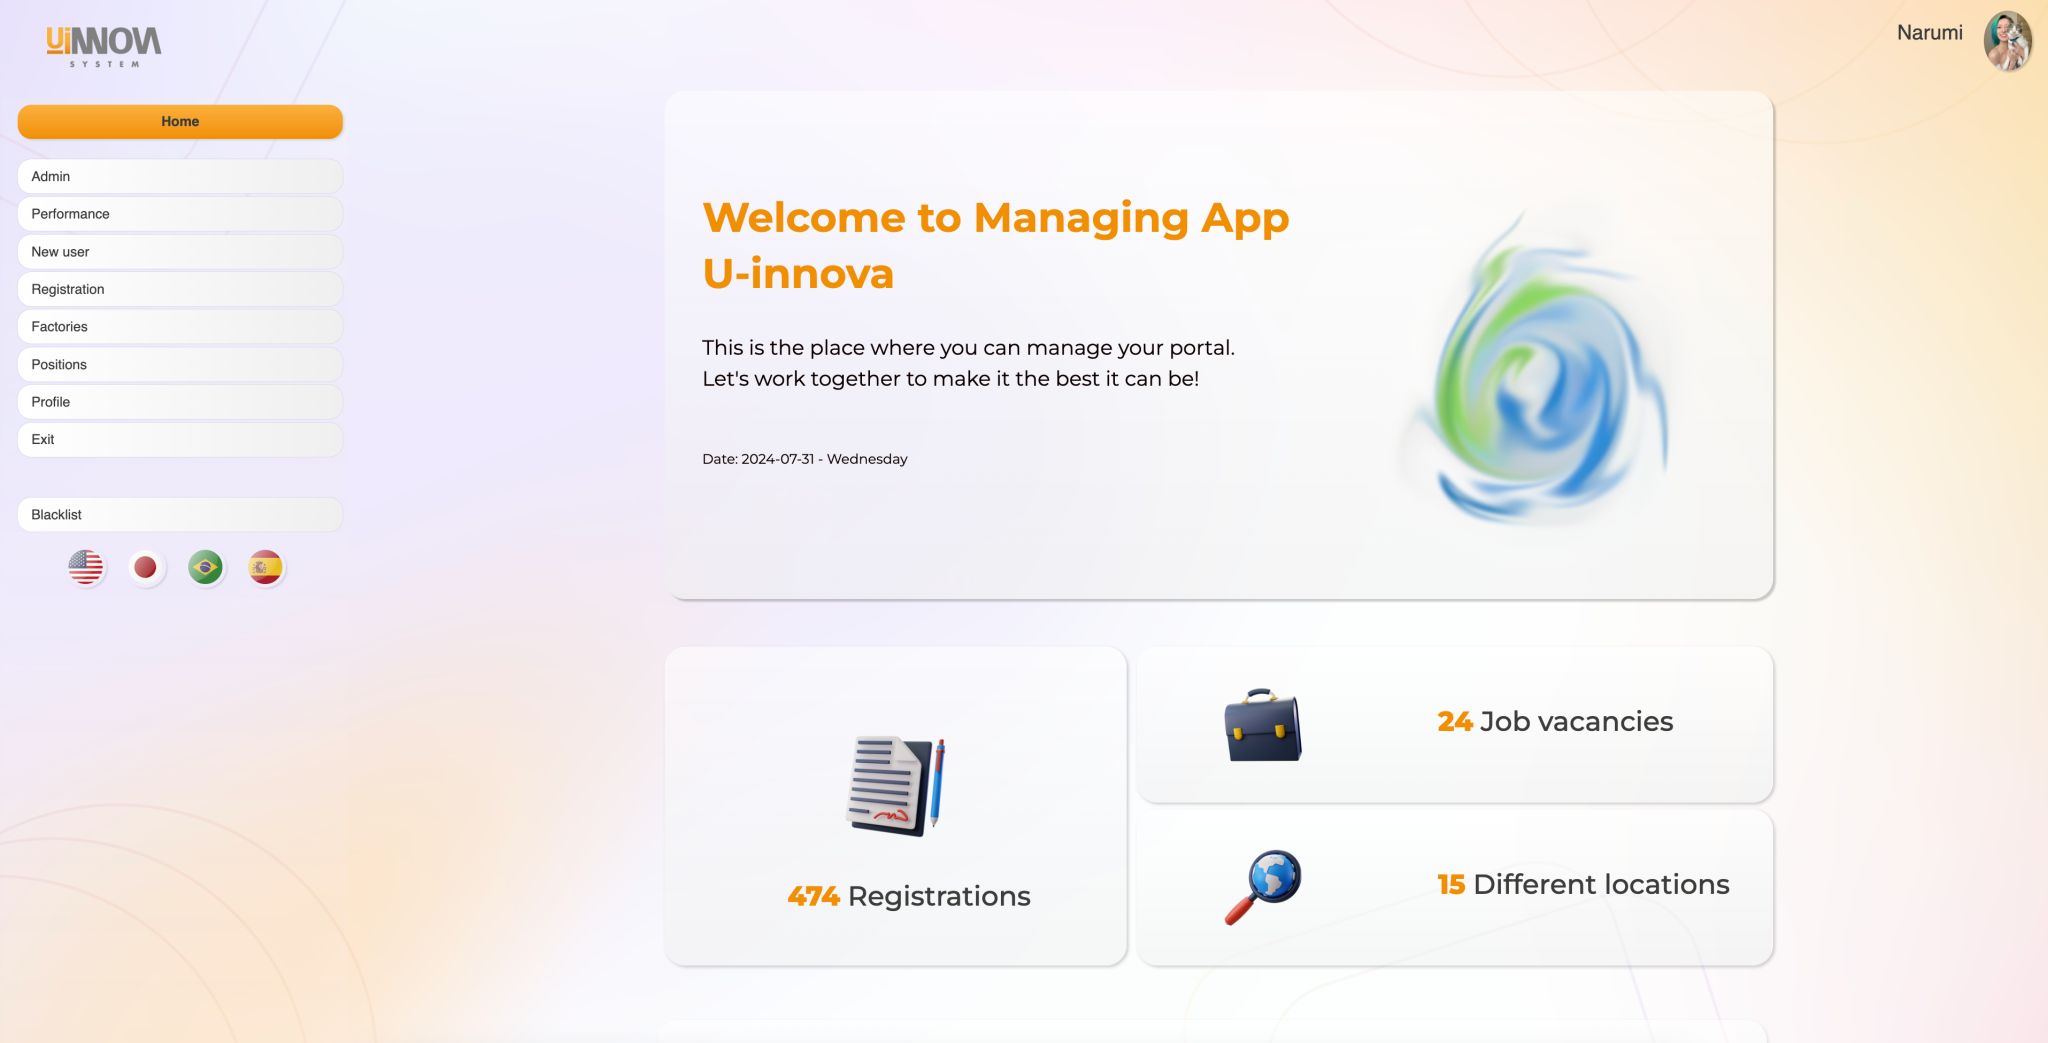 UiNNOVA
SYSTEM
Narumi
Home
Admin
Performance
New user
Registration
Factories
Positions
Profile
Exit
Blacklist
Welcome to Managing App
U-innova
This is the place where you can manage your portal.
Let's work together to make it the best it can be!
Date: 2024-07-31 - Wednesday
474 Registrations
24 Job vacancies
15 Different locations